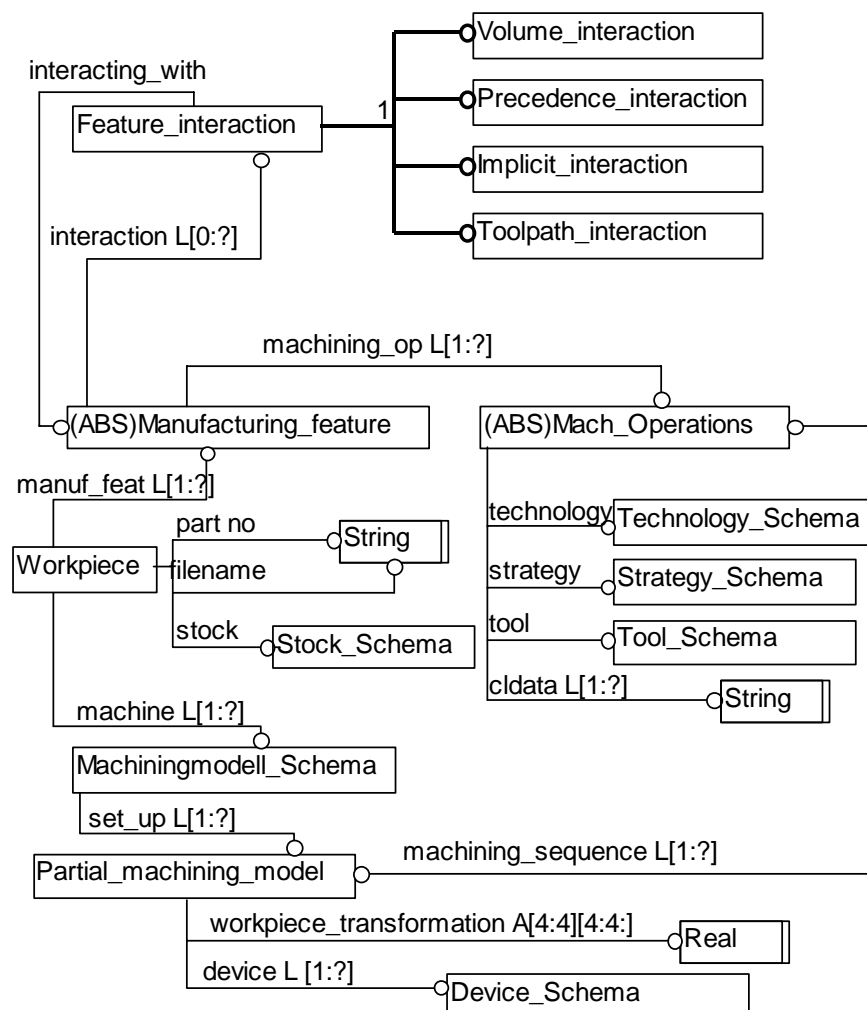 Volume_interaction
interacting_with
Precedence_interaction
1
Feature_interaction
Implicit_interaction
Toolpath_interaction
interaction L[0:?]
machining_op L[1:?]
(ABS)Manufacturing_feature
(ABS)Mach_Operations
manuf_feat L[1:?]
part no
String
technology
Technology_Schema
Workpiece
filename
strategy
Strategy_Schema
stock
Stock_Schema
tool
Tool_Schema
cldata L[1:?]
String
machine L[1:?]
Machiningmodell_Schema
set_up L[1:?]
machining_sequence L[1:?]
Partial_machining_model
workpiece_transformation A[4:4][4:4:]
Real
device L [1:?]
Device_Schema